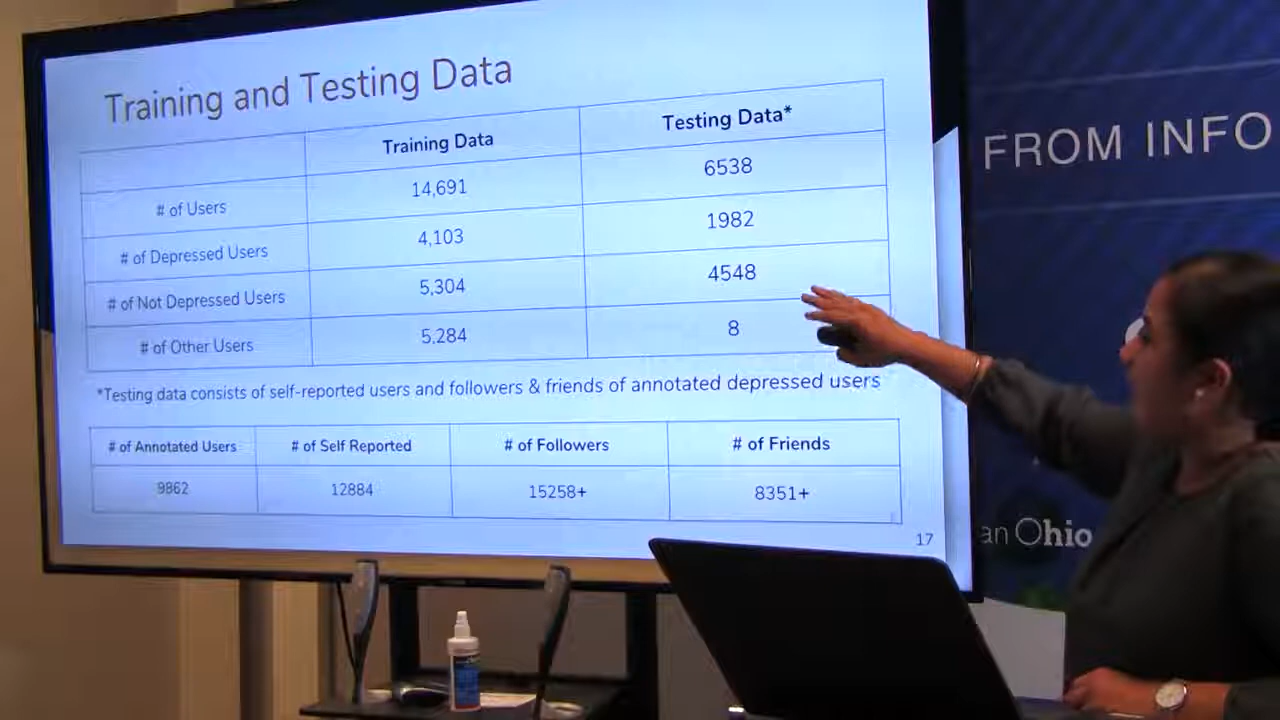 Training and Testing Data
Training Data Testing Data*
# of Users 14,691 6538
# of Depressed Users 4,103 1982
# of Not Depressed Users 5,304 4548
# of Other Users 5,284 8
*Testing data consists of self-reported users and followers & friends of annotated depressed users
# of Annotated Users # of Self Reported # of Followers # of Friends
9862 12884 15258+ 8351+
17
FROM INFO
an Ohio